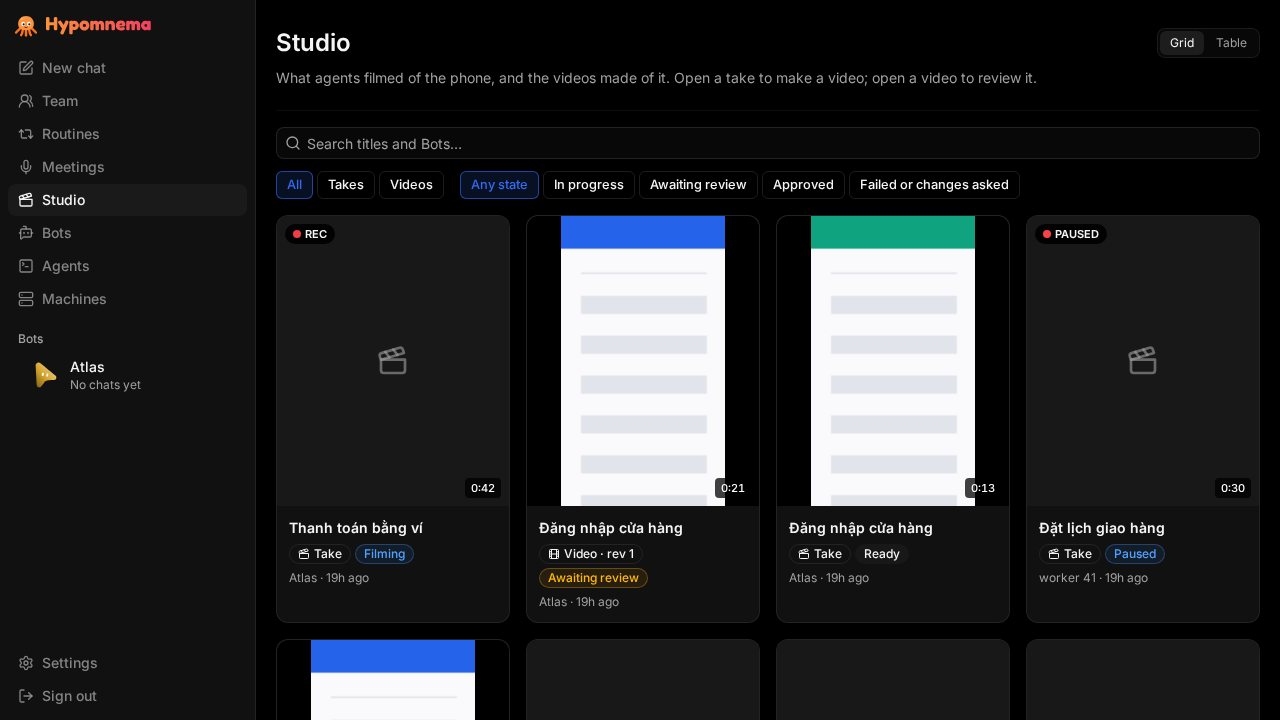 Hypomnema
New chat
Team
Routines
Meetings
Studio
Bots
Agents
Machines
Bots
Atlas
No chats yet
Settings
Sign out
Studio
Grid
Table
What agents filmed of the phone, and the videos made of it. Open a take to make a video; open a video to review it.
Search titles and Bots...
All
Takes
Videos
Any state
In progress
Awaiting review
Approved
Failed or changes asked
REC
0:42
Thanh toán bằng ví
Take
Filming
Atlas · 19h ago
0:21
Đăng nhập cửa hàng
Video · rev 1
Awaiting review
Atlas · 19h ago
0:13
Đăng nhập cửa hàng
Take
Ready
Atlas · 19h ago
PAUSED
0:30
Đặt lịch giao hàng
Take
Paused
worker 41 · 19h ago